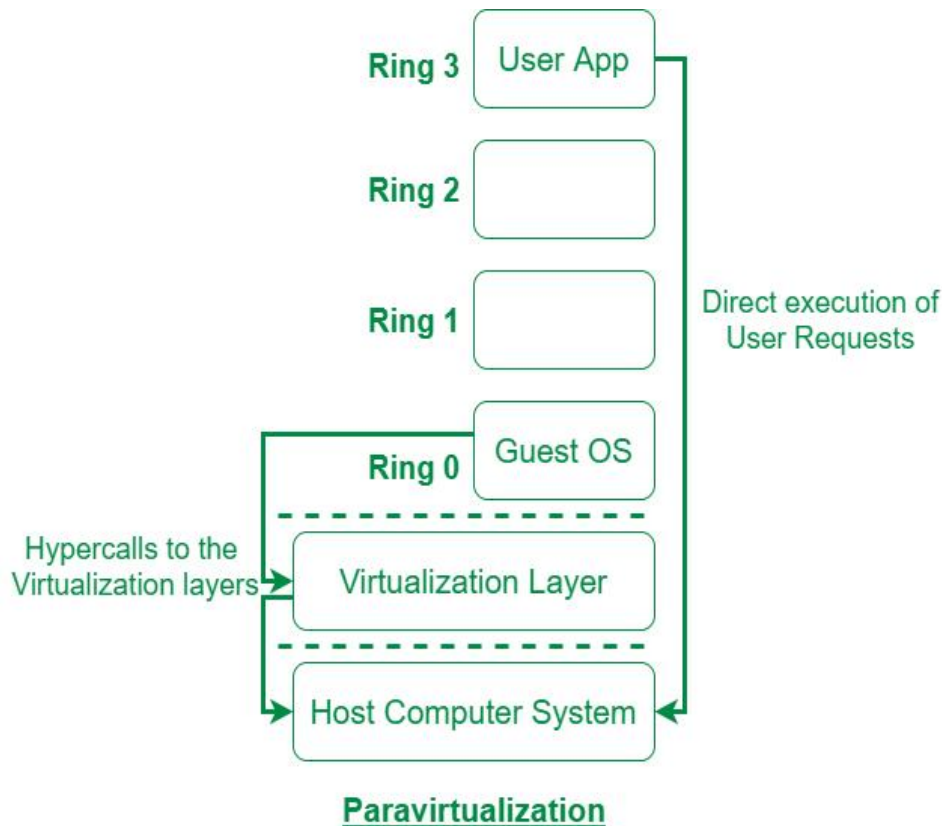 Ring 3
User App
Ring 2
Ring 1
Direct execution of
User Requests
Ring 0
Guest OS
Hypercalls to the
Virtualization layers
Virtualization Layer
Host Computer System
Paravirtualization